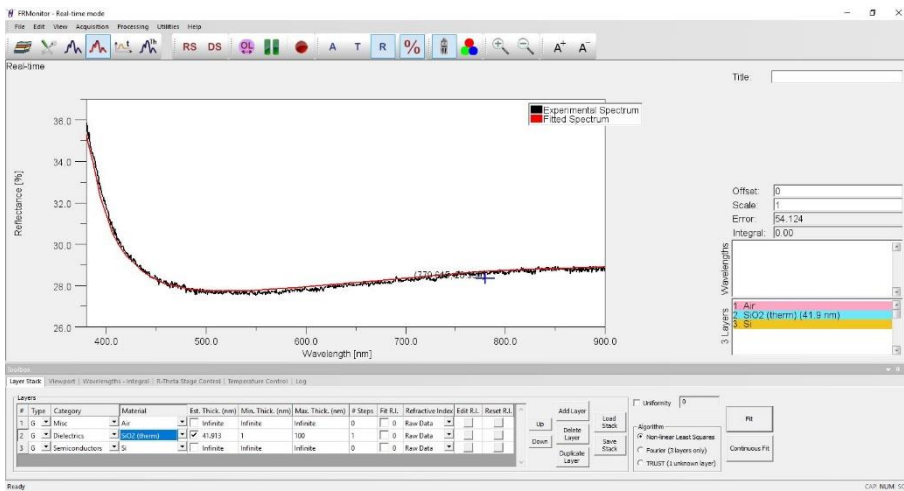 FRMonitor - Real-time mode
File Edit View Acquisition Processing Utilities Help
RS DS OL A T R % A+ A-
Real-time
Title:
Experimental Spectrum
Fitted Spectrum
36.0
34.0
32.0
30.0
28.0
26.0
Reflectance [%]
400.0 500.0 600.0 700.0 800.0 900.0
Wavelength [nm]
Offset: 0
Scale: 1
Error: 54.124
Integral: 0.00
Wavelengths
3 Layers
1. Air
2. SiO2 (therm) (41.9 nm)
3. Si
Toolbox
Layer Stack | Viewport | Wavelengths - Integral | R-Theta Stage Control | Temperature Control | Log
Layers
# Type Category Material Est. Thick. (nm) Min. Thick. (nm) Max. Thick. (nm) # Steps Fit R.I. Refractive Index Edit R.I. Reset R.I.
1 G Misc Air Infinite Infinite Infinite 0 0 Raw Data
2 G Dielectrics SiO2 (therm) 41.913 1 100 1 0 Raw Data
3 G Semiconductors Si Infinite Infinite Infinite 0 0 Raw Data
Up
Down
Add Layer
Delete Layer
Duplicate Layer
Load Stack
Save Stack
Uniformity 0
Algorithm
Non-linear Least Squares
Fourier (3 layers only)
TRUST (1 unknown layer)
Fit
Continuous Fit
Ready
CAP NUM SC